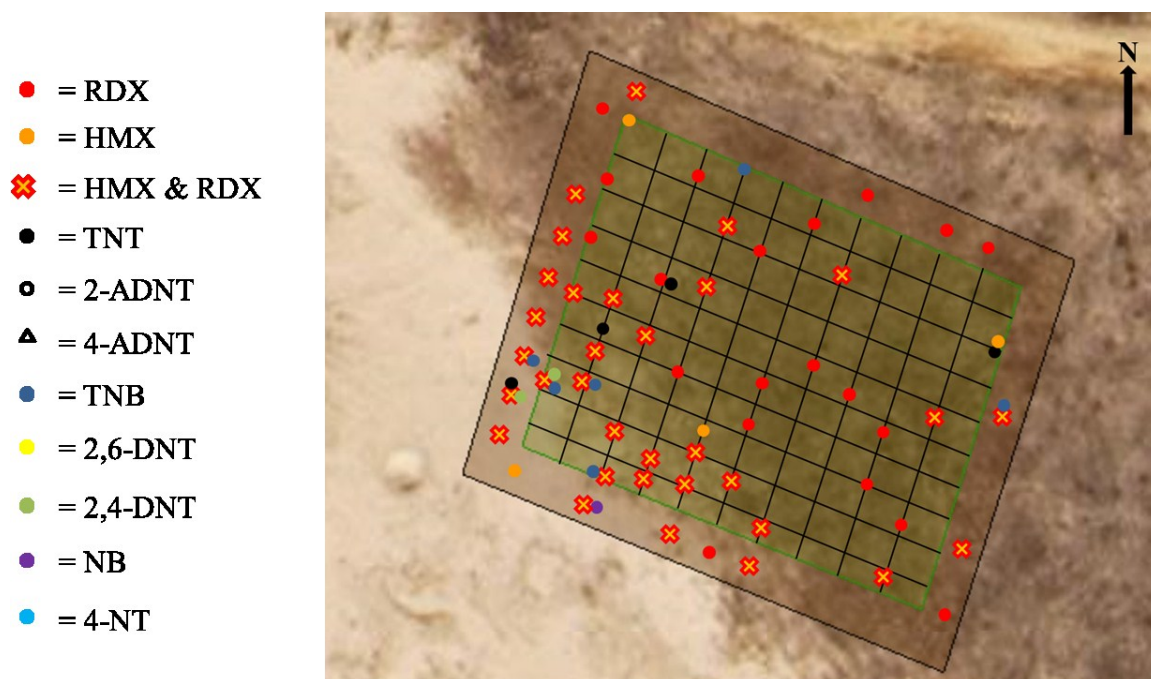 = RDX
= HMX
= HMX & RDX
= TNT
= 2-ADNT
= 4-ADNT
= TNB
= 2,6-DNT
= 2,4-DNT
= NB
= 4-NT
N